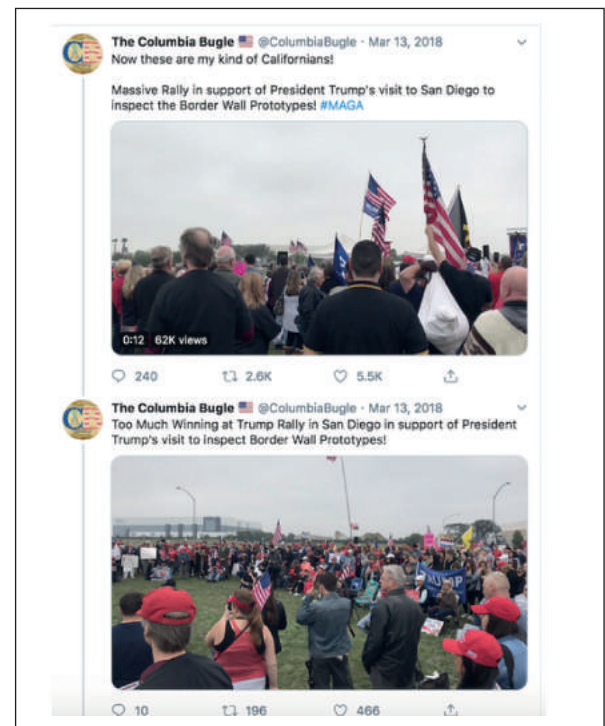 The Columbia Bugle 🇺🇸 @ColumbiaBugle · Mar 13, 2018
Now these are my kind of Californians!
Massive Rally in support of President Trump's visit to San Diego to
inspect the Border Wall Prototypes! #MAGA
0:12 62K views
240 2.6K 5.5K
The Columbia Bugle 🇺🇸 @ColumbiaBugle · Mar 13, 2018
Too Much Winning at Trump Rally in San Diego in support of President
Trump's visit to inspect Border Wall Prototypes!
TRUMP
10 196 466